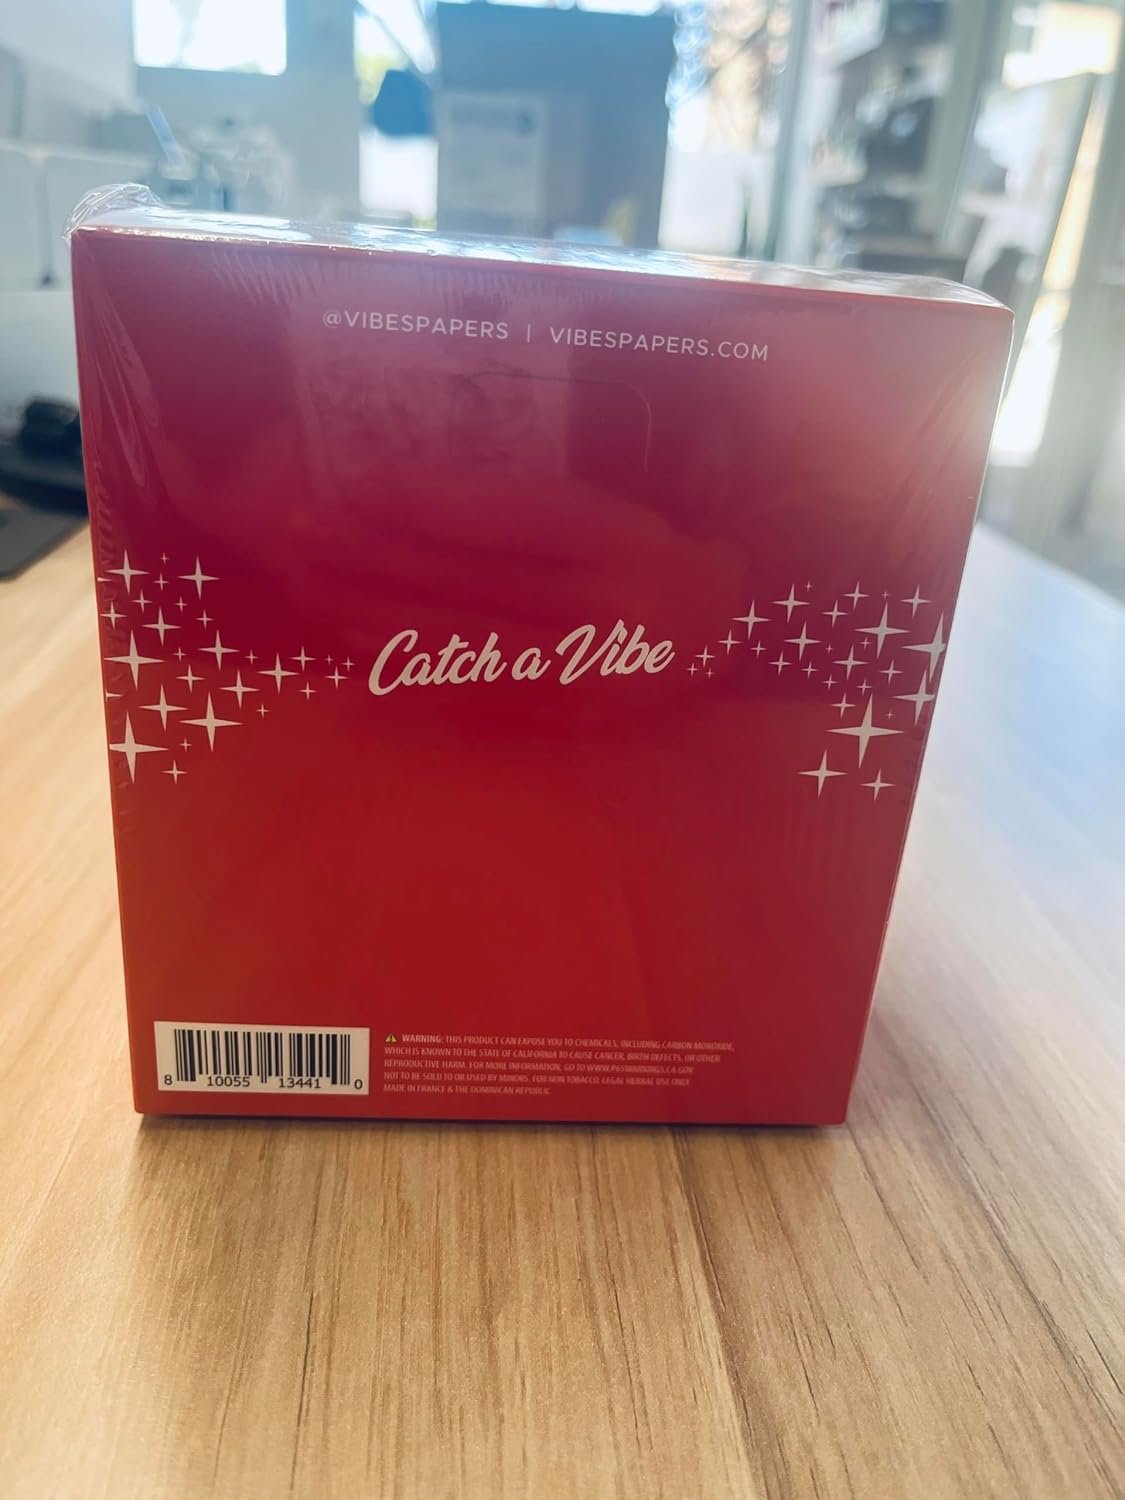 @VIBESPAPERS | VIBESPAPERS.COM
Catch a Vibe
WARNING: THIS PRODUCT CAN EXPOSE YOU TO CHEMICALS, INCLUDING CARBON MONOXIDE,
WHICH IS KNOWN TO THE STATE OF CALIFORNIA TO CAUSE CANCER, BIRTH DEFECTS, OR OTHER
REPRODUCTIVE HARM. FOR MORE INFORMATION, GO TO WWW.P65WARNINGS.CA.GOV
NOT TO BE SOLD TO OR USED BY MINORS. FOR NON TOBACCO, LEGAL HERBAL USE ONLY.
MADE IN FRANCE & THE DOMINICAN REPUBLIC.
8 10055 13441 0